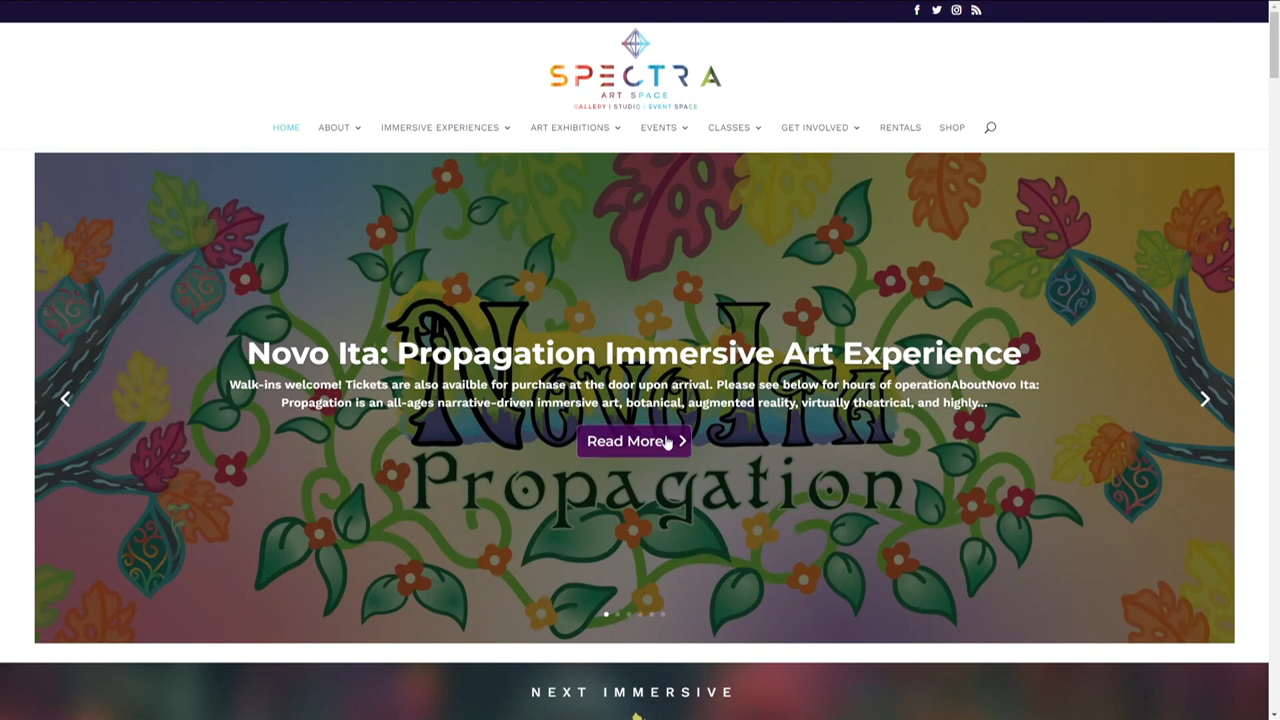 SPECTRA
ART SPACE
GALLERY | STUDIO | EVENT SPACE
HOME ABOUT IMMERSIVE EXPERIENCES ART EXHIBITIONS EVENTS CLASSES GET INVOLVED RENTALS SHOP
Novo Ita
Propagation
Novo Ita: Propagation Immersive Art Experience
Walk-ins welcome! Tickets are also availble for purchase at the door upon arrival. Please see below for hours of operationAboutNovo Ita:
Propagation is an all-ages narrative-driven immersive art, botanical, augmented reality, virtually theatrical, and highly...
Read More
NEXT IMMERSIVE